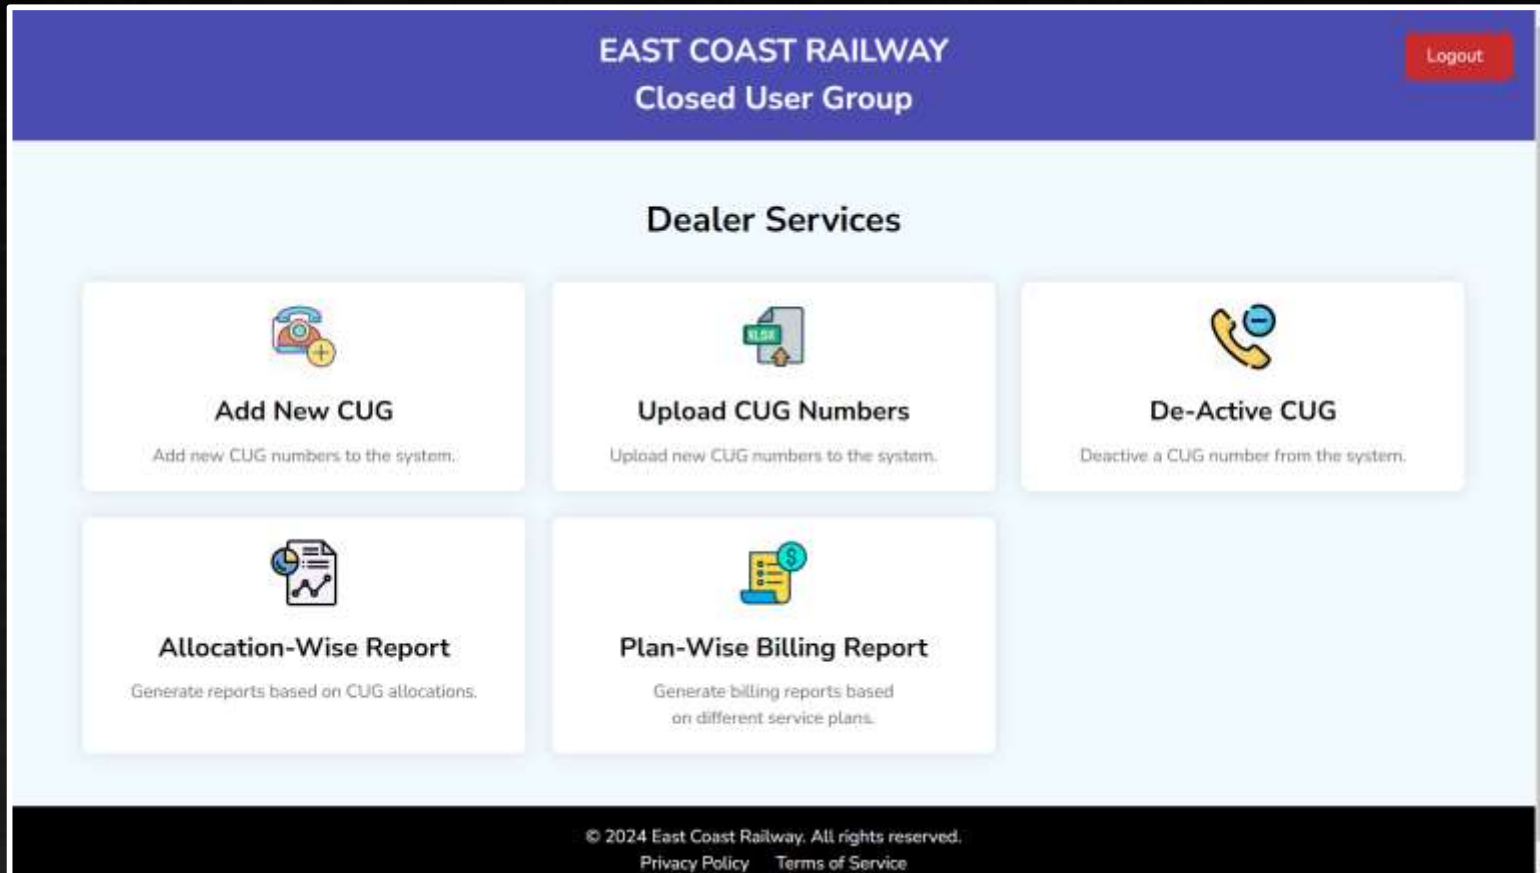 EAST COAST RAILWAY
Closed User Group
Logout
Dealer Services
XLSX
Add New CUG
Add new CUG numbers to the system.
Upload CUG Numbers
Upload new CUG numbers to the system.
De-Active CUG
Deactive a CUG number from the system.
$
Allocation-Wise Report
Generate reports based on CUG allocations.
Plan-Wise Billing Report
Generate billing reports based
on different service plans.
© 2024 East Coast Railway. All rights reserved.
Privacy Policy Terms of Service